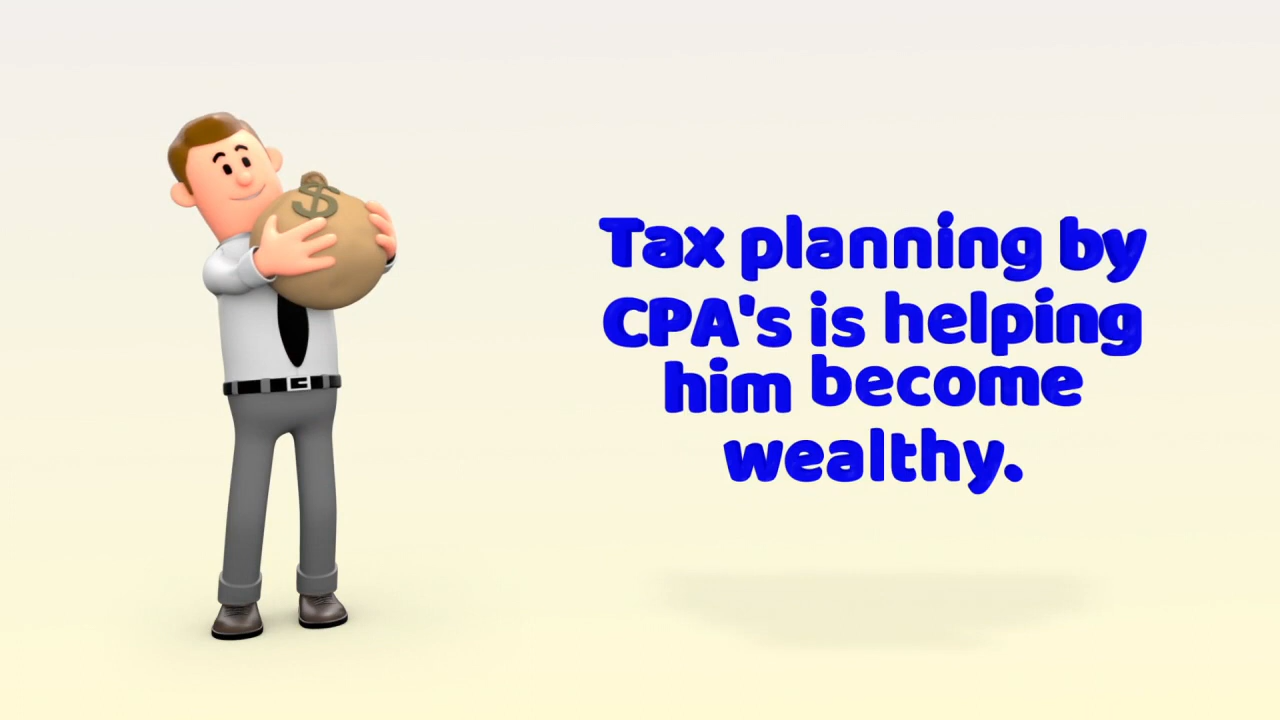 $
Tax planning by
CPA's is helping
him become
wealthy.